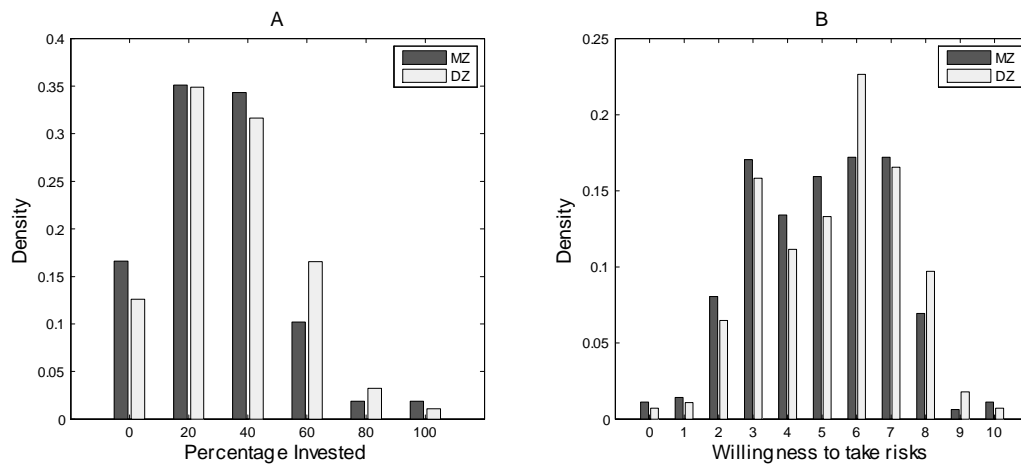 A
0.4
0.35
0.3
0.25
0.2
0.15
0.1
0.05
0
Density
MZ
DZ
0 20 40 60 80 100
Percentage Invested
B
0.25
0.2
0.15
0.1
0.05
0
Density
MZ
DZ
0 1 2 3 4 5 6 7 8 9 10
Willingness to take risks